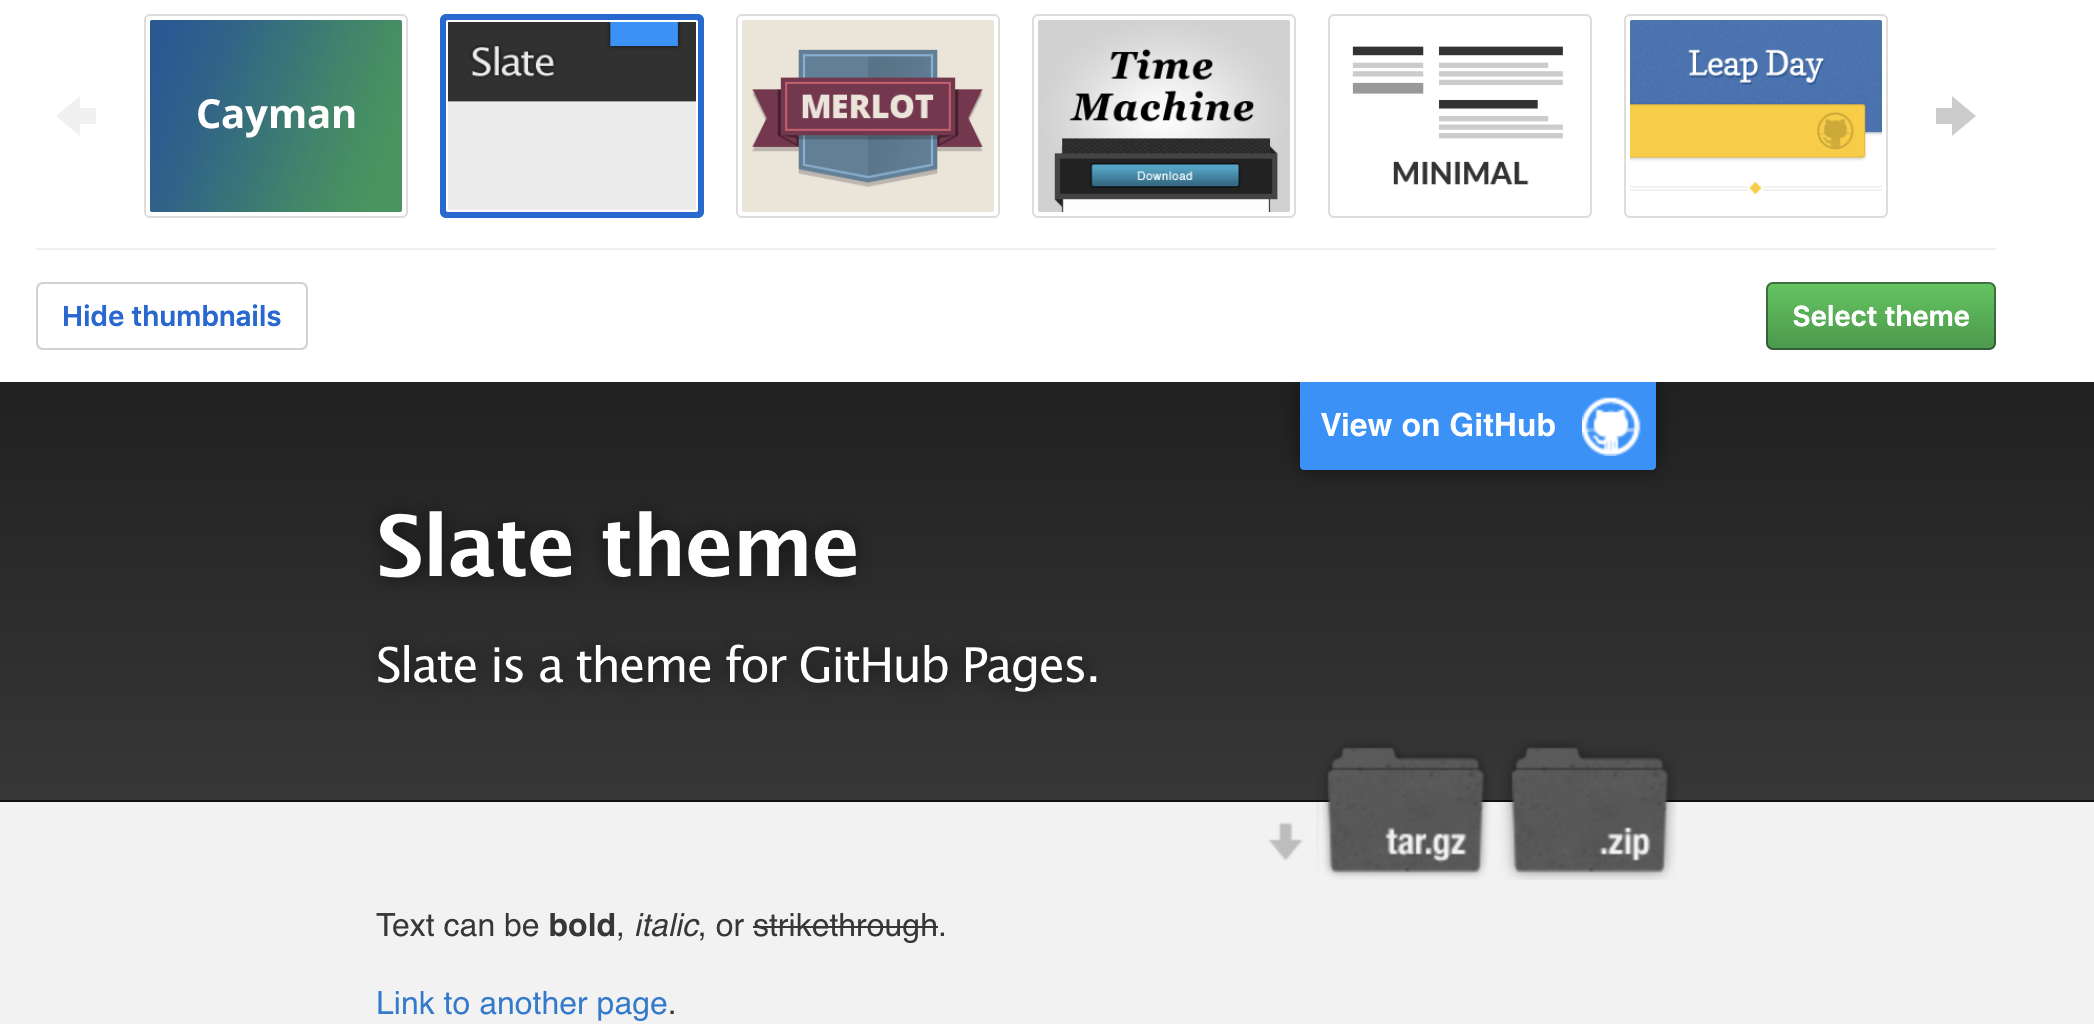 Cayman
Slate
MERLOT
Time
Machine
Download
MINIMAL
Leap Day
Hide thumbnails
Select theme
View on GitHub
Slate theme
Slate is a theme for GitHub Pages.
tar.gz
.zip
Text can be bold, italic, or strikethrough.
Link to another page.